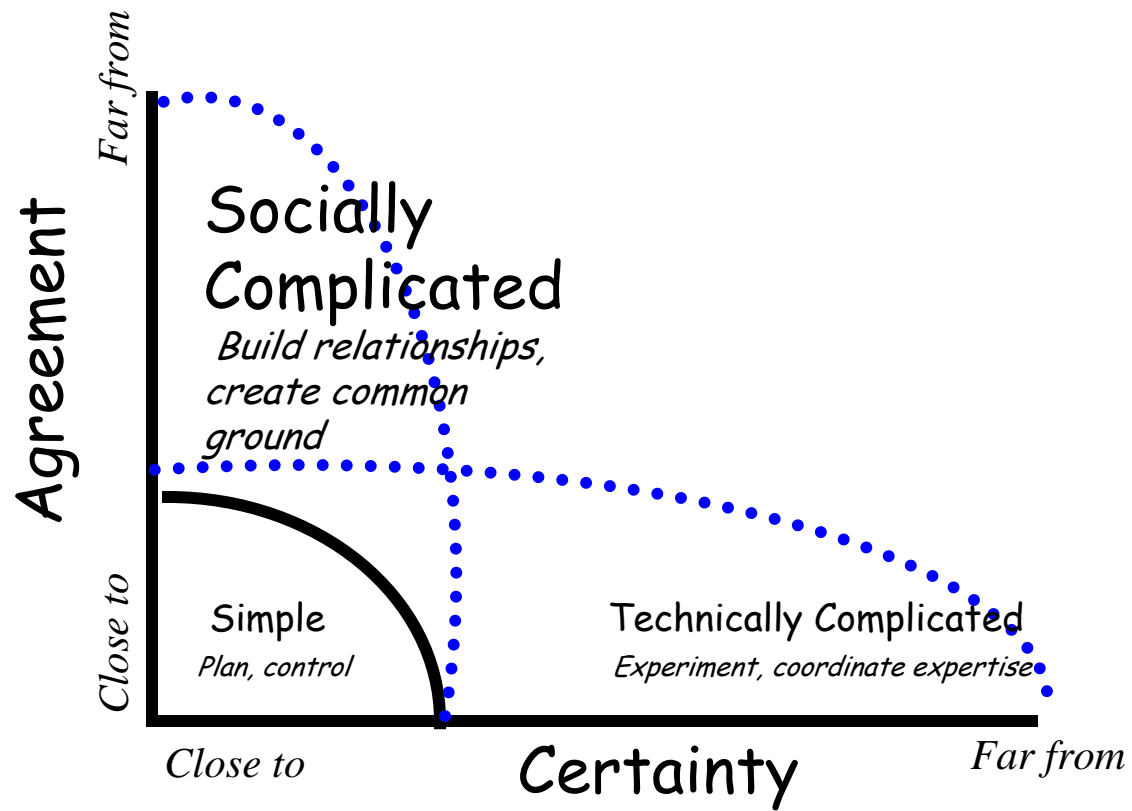 Far from
Agreement
Close to
Socially
Complicated
Build relationships,
create common
ground
Simple
Plan, control
Technically Complicated
Experiment, coordinate expertise
Close to
Certainty
Far from